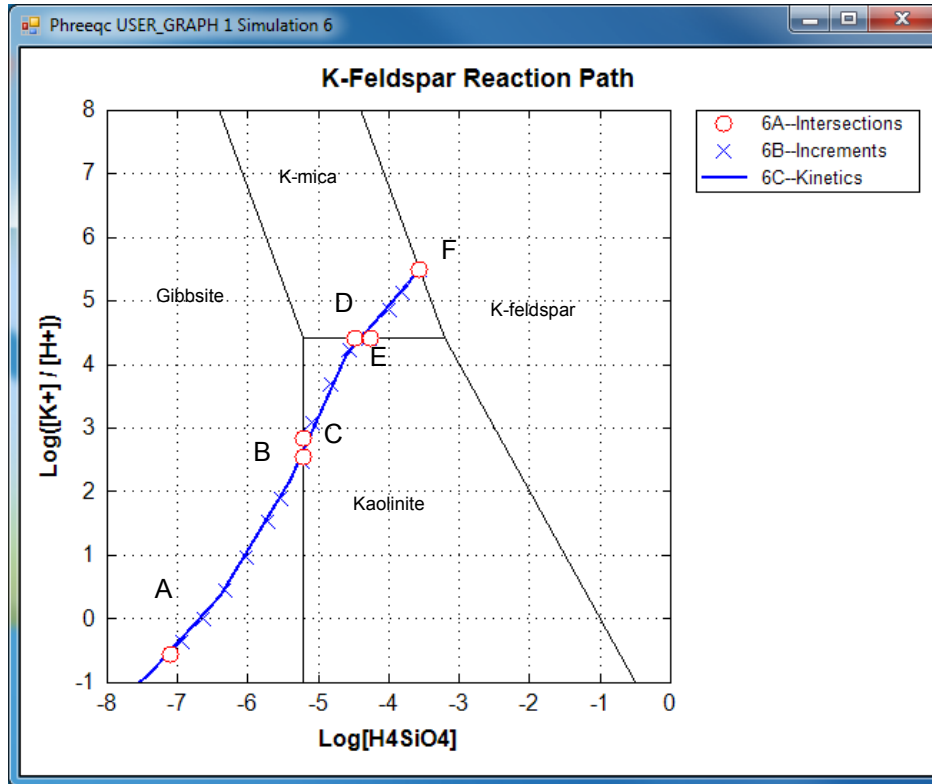 Phreeqc USER_GRAPH 1 Simulation 6
K-Feldspar Reaction Path
6A--Intersections
6B--Increments
6C--Kinetics
Log([K+] / [H+])
8
7
6
5
4
3
2
1
0
-1
K-mica
Gibbsite
K-feldspar
Kaolinite
F
D
E
C
B
A
-8
-7
-6
-5
-4
-3
-2
-1
0
Log[H4SiO4]